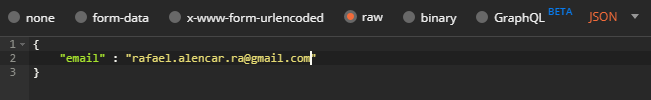 none form-data x-www-form-urlencoded raw binary GraphQL BETA JSON
1 {
2 "email" : "rafael.alencar.ra@gmail.com"
3 }